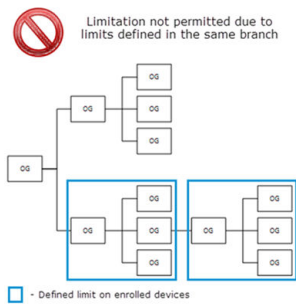 Limitation not permitted due to
limits defined in the same branch
OG
OG
OG
OG
OG
OG
OG
OG
OG
OG
OG
OG
OG
- Defined limit on enrolled devices